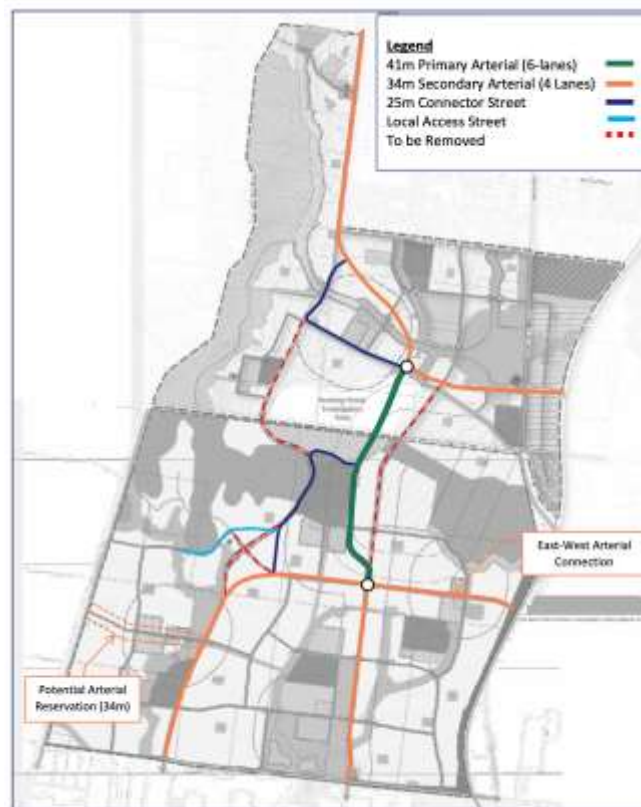 Legend
41m Primary Arterial (6-lanes)
34m Secondary Arterial (4 Lanes)
25m Connector Street
Local Access Street
To be Removed
East-West Arterial
Connection
Potential Arterial
Reservation (34m)